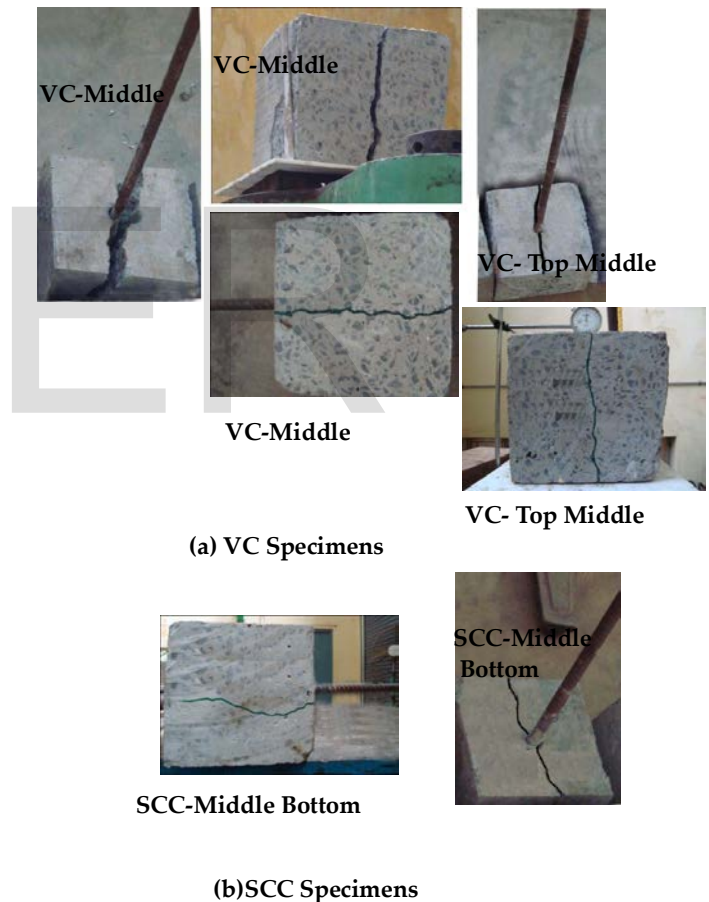 VC-Middle
VC-Middle
VC- Top Middle
VC-Middle
VC- Top Middle
(a) VC Specimens
SCC-Middle
Bottom
SCC-Middle Bottom
(b)SCC Specimens
ER